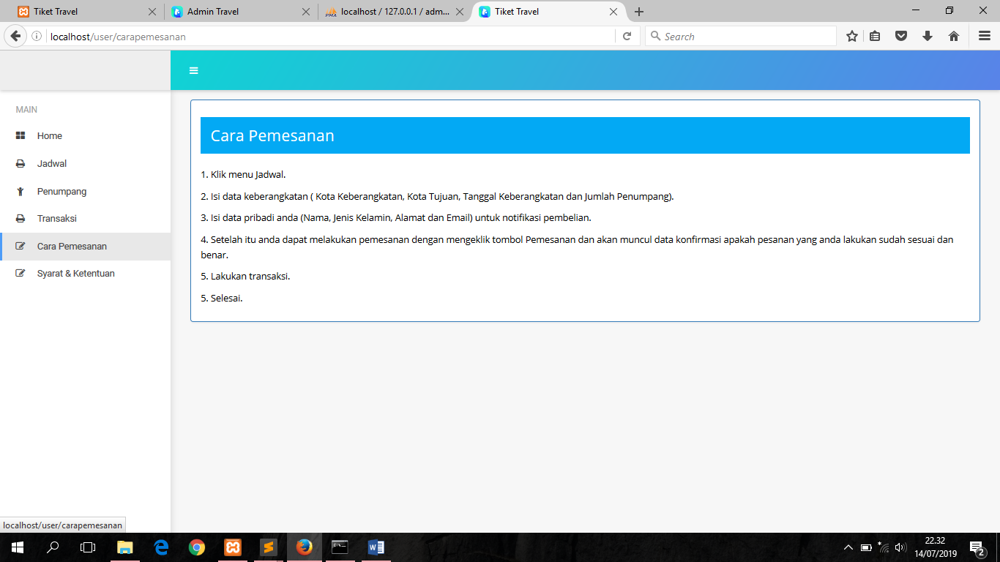 Tiket Travel
Admin Travel
localhost / 127.0.0.1 / adm...
Tiket Travel
localhost/user/carapemesanan
Search
MAIN
Home
Jadwal
Penumpang
Transaksi
Cara Pemesanan
Syarat & Ketentuan
Cara Pemesanan
1. Klik menu Jadwal.
2. Isi data keberangkatan ( Kota Keberangkatan, Kota Tujuan, Tanggal Keberangkatan dan Jumlah Penumpang).
3. Isi data pribadi anda (Nama, Jenis Kelamin, Alamat dan Email) untuk notifikasi pembelian.
4. Setelah itu anda dapat melakukan pemesanan dengan mengeklik tombol Pemesanan dan akan muncul data konfirmasi apakah pesanan yang anda lakukan sudah sesuai dan
benar.
5. Lakukan transaksi.
5. Selesai.
localhost/user/carapemesanan
22.32
14/07/2019
2